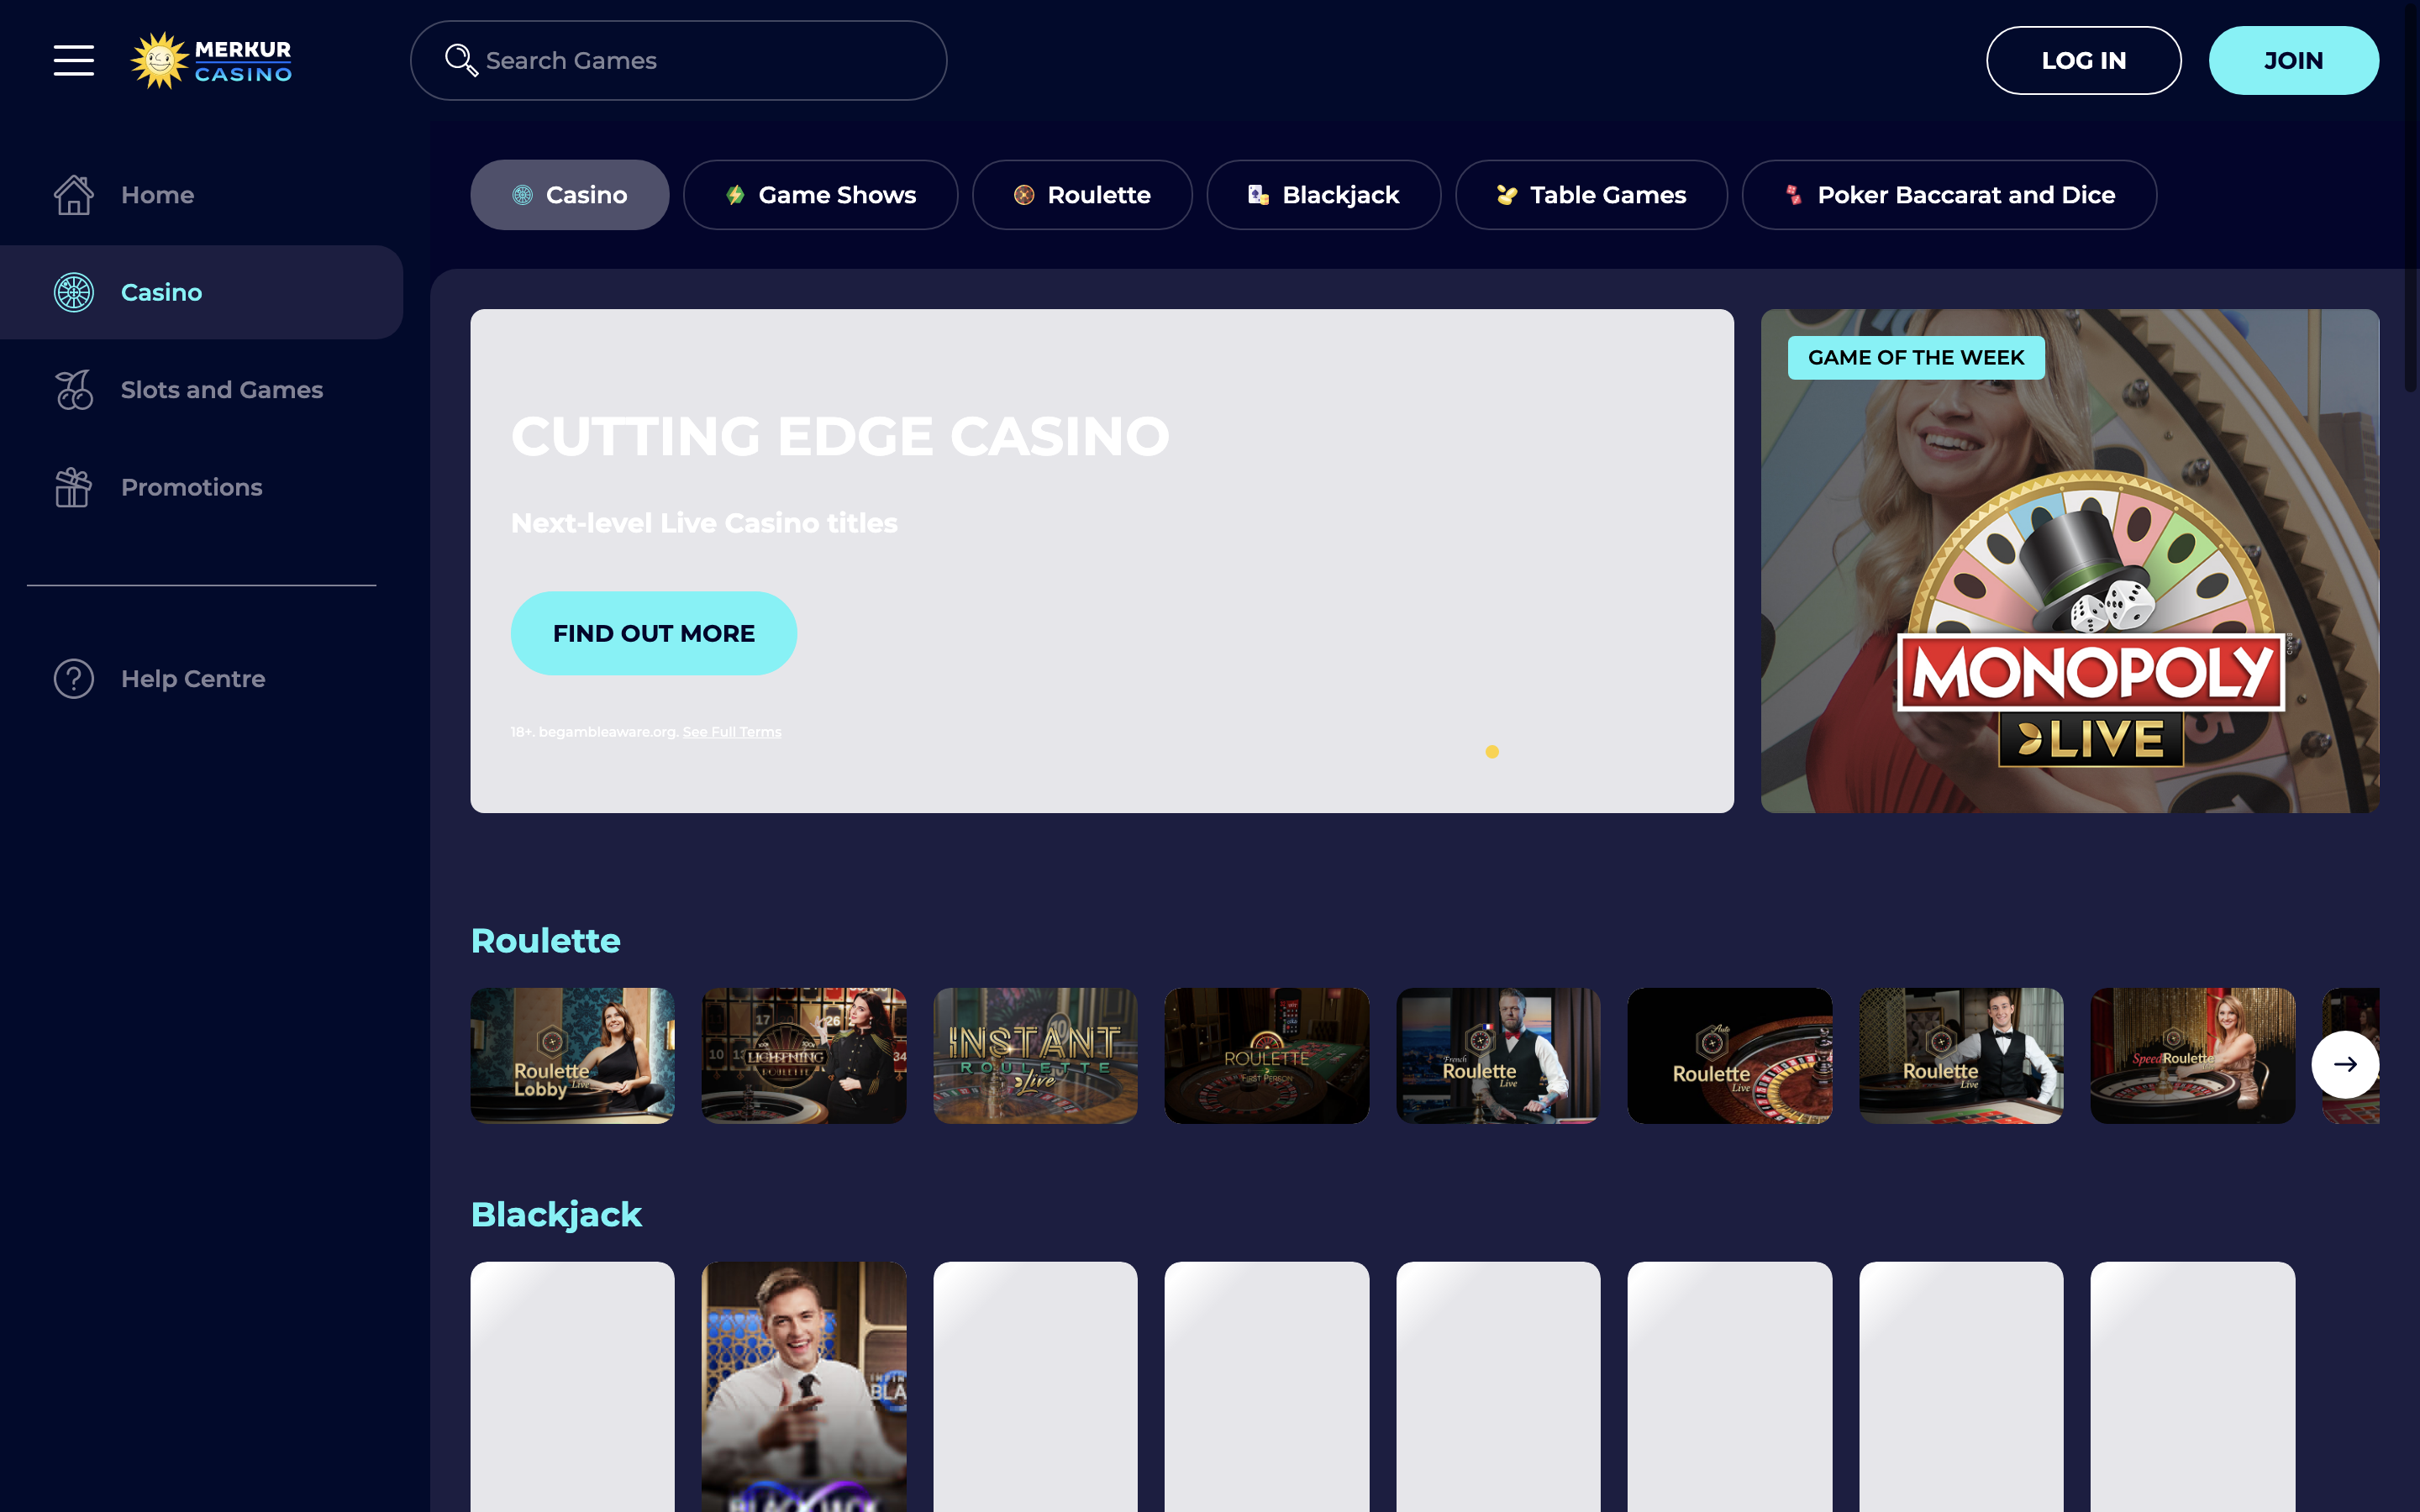 MERKUR
CASINO
Search Games
LOG IN
JOIN
Home
Casino
Slots and Games
Promotions
Help Centre
Casino
Game Shows
Roulette
Blackjack
Table Games
Poker Baccarat and Dice
CUTTING EDGE CASINO
Next-level Live Casino titles
FIND OUT MORE
18+. begambleaware.org. See Full Terms
GAME OF THE WEEK
MONOPOLY
LIVE
Roulette
Roulette
Lobby Live
LIGHTNING
ROULETTE
INSTANT
ROULETTE
Live
ROULETTE
FIRST PERSON
French
Roulette
Live
Auto
Roulette
Live
Roulette
Live
Speed Roulette
Blackjack
BLACKJACK